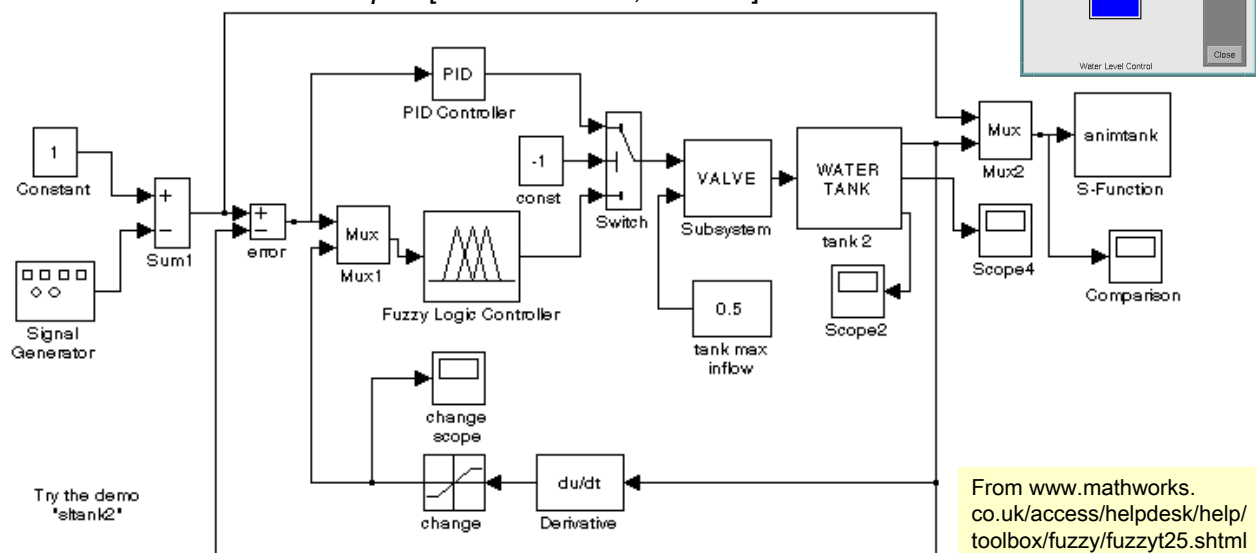 Close
Water Level Control
PID
PID Controller
1
Constant
-1
const
Switch
+
−
Sum1
+
−
error
Mux
Mux1
Fuzzy Logic Controller
VALVE
Subsystem
WATER
TANK
tank 2
Mux
Mux2
animtank
S-Function
Scope4
Comparison
Scope2
0.5
tank max
inflow
Signal
Generator
change
scope
change
du/dt
Derivative
Try the demo
"sltank2"
From www.mathworks.
co.uk/access/helpdesk/help/
toolbox/fuzzy/fuzzyt25.shtml